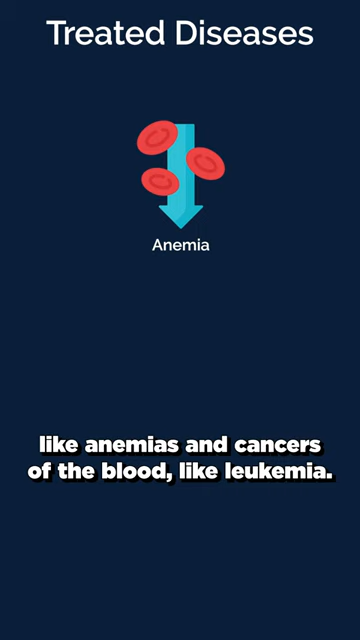 Treated Diseases
Anemia
like anemias and cancers
of the blood, like leukemia.